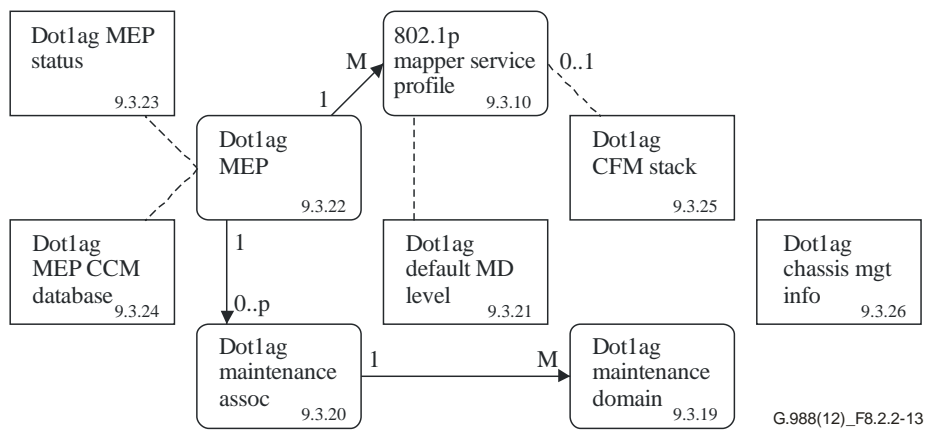 Dot1ag MEP
status
9.3.23
802.1p
mapper service
profile
9.3.10
M
0..1
1
Dot1ag
MEP
9.3.22
Dot1ag
CFM stack
9.3.25
Dot1ag
MEP CCM
database
9.3.24
1
0..p
Dot1ag
default MD
level
9.3.21
Dot1ag
chassis mgt
info
9.3.26
Dot1ag
maintenance
assoc
9.3.20
1
M
Dot1ag
maintenance
domain
9.3.19
G.988(12)_F8.2.2-13